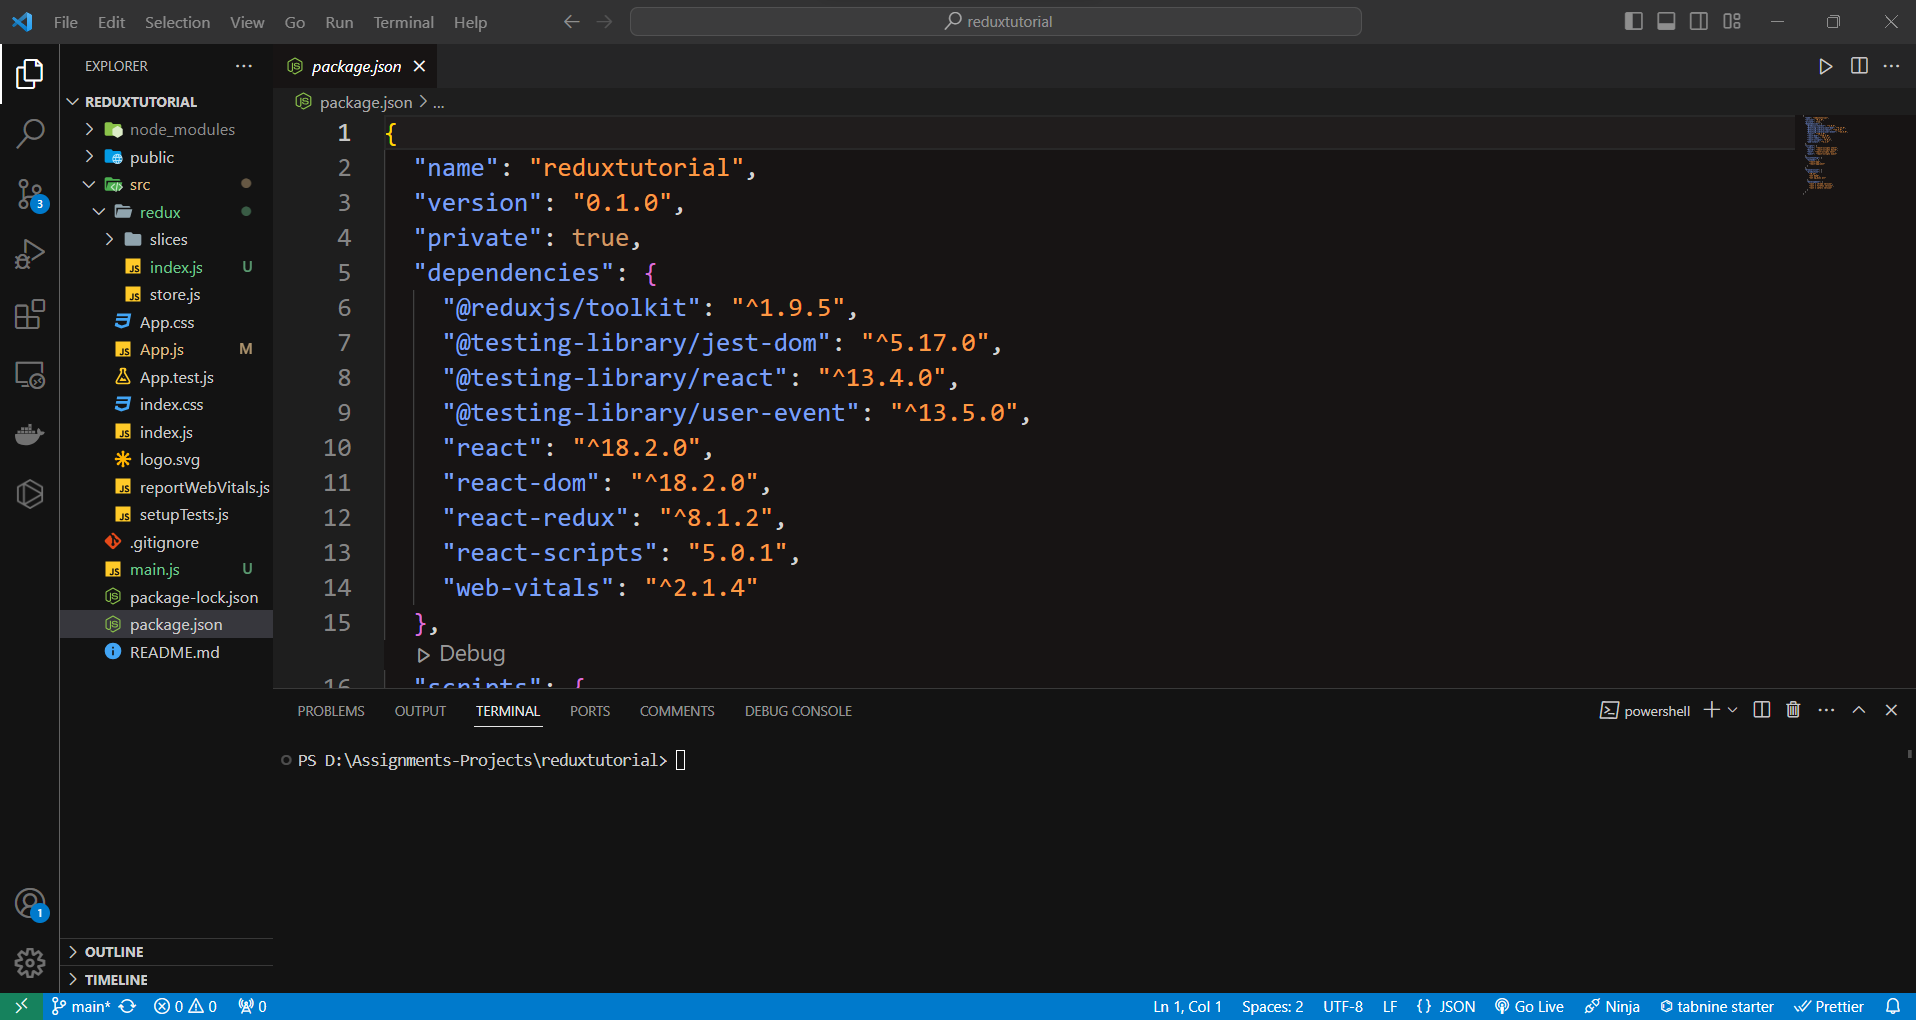 File Edit Selection View Go Run Terminal Help reduxtutorial
EXPLORER
REDUXTUTORIAL
node_modules
public
src
redux
slices
index.js U
store.js
App.css
App.js M
App.test.js
index.css
index.js
logo.svg
reportWebVitals.js
setupTests.js
.gitignore
main.js U
package-lock.json
package.json
README.md
OUTLINE
TIMELINE
3
1
package.json
package.json > ...
1 {
2 "name": "reduxtutorial",
3 "version": "0.1.0",
4 "private": true,
5 "dependencies": {
6 "@reduxjs/toolkit": "^1.9.5",
7 "@testing-library/jest-dom": "^5.17.0",
8 "@testing-library/react": "^13.4.0",
9 "@testing-library/user-event": "^13.5.0",
10 "react": "^18.2.0",
11 "react-dom": "^18.2.0",
12 "react-redux": "^8.1.2",
13 "react-scripts": "5.0.1",
14 "web-vitals": "^2.1.4"
15 },
Debug
16 "scripts": {
PROBLEMS OUTPUT TERMINAL PORTS COMMENTS DEBUG CONSOLE powershell
PS D:\Assignments-Projects\reduxtutorial>
main* 0 0 0 Ln 1, Col 1 Spaces: 2 UTF-8 LF {} JSON Go Live Ninja tabnine starter Prettier